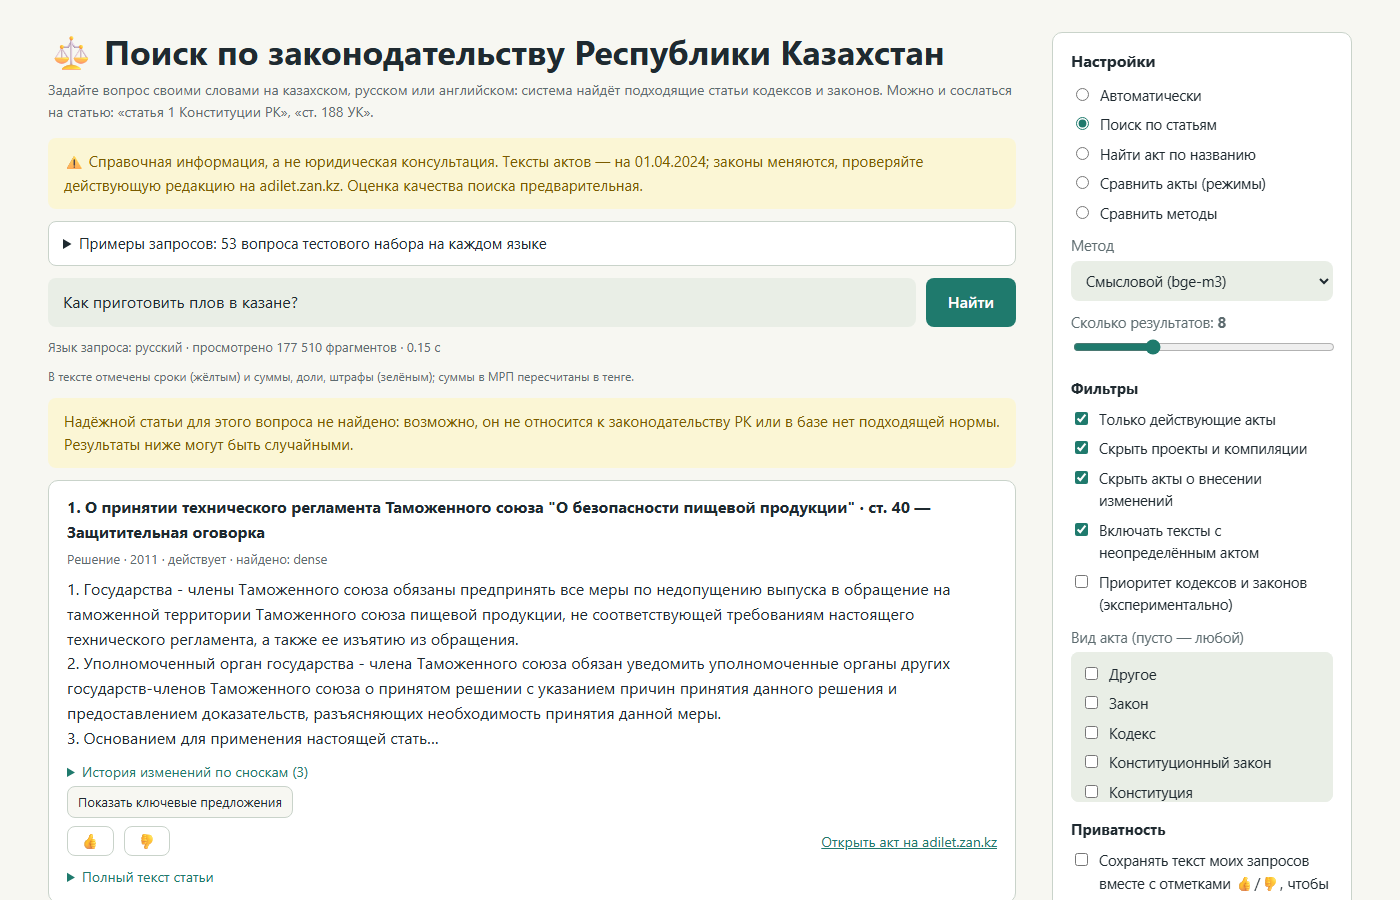 Поиск по законодательству Республики Казахстан
Задайте вопрос своими словами на казахском, русском или английском: система найдёт подходящие статьи кодексов и законов. Можно и сослаться
на статью: «статья 1 Конституции РК», «ст. 188 УК».
Справочная информация, а не юридическая консультация. Тексты актов — на 01.04.2024; законы меняются, проверяйте
действующую редакцию на adilet.zan.kz. Оценка качества поиска предварительная.
Примеры запросов: 53 вопроса тестового набора на каждом языке
Как приготовить плов в казане?
Найти
Язык запроса: русский · просмотрено 177 510 фрагментов · 0.15 с
В тексте отмечены сроки (жёлтым) и суммы, доли, штрафы (зелёным); суммы в МРП пересчитаны в тенге.
Надёжной статьи для этого вопроса не найдено: возможно, он не относится к законодательству РК или в базе нет подходящей нормы.
Результаты ниже могут быть случайными.
1. О принятии технического регламента Таможенного союза "О безопасности пищевой продукции" · ст. 40 —
Защитительная оговорка
Решение · 2011 · действует · найдено: dense
1. Государства - члены Таможенного союза обязаны предпринять все меры по недопущению выпуска в обращение на
таможенной территории Таможенного союза пищевой продукции, не соответствующей требованиям настоящего
технического регламента, а также ее изъятию из обращения.
2. Уполномоченный орган государства - члена Таможенного союза обязан уведомить уполномоченные органы других
государств-членов Таможенного союза о принятом решении с указанием причин принятия данного решения и
предоставлением доказательств, разъясняющих необходимость принятия данной меры.
3. Основанием для применения настоящей стать...
История изменений по сноскам (3)
Показать ключевые предложения
Открыть акт на adilet.zan.kz
Полный текст статьи
Настройки
Автоматически
Поиск по статьям
Найти акт по названию
Сравнить акты (режимы)
Сравнить методы
Метод
Смысловой (bge-m3)
Сколько результатов: 8
Фильтры
Только действующие акты
Скрыть проекты и компиляции
Скрыть акты о внесении
изменений
Включать тексты с
неопределённым актом
Приоритет кодексов и законов
(экспериментально)
Вид акта (пусто — любой)
Другое
Закон
Кодекс
Конституционный закон
Конституция
Приватность
Сохранять текст моих запросов
вместе с отметками 👍/👎, чтобы